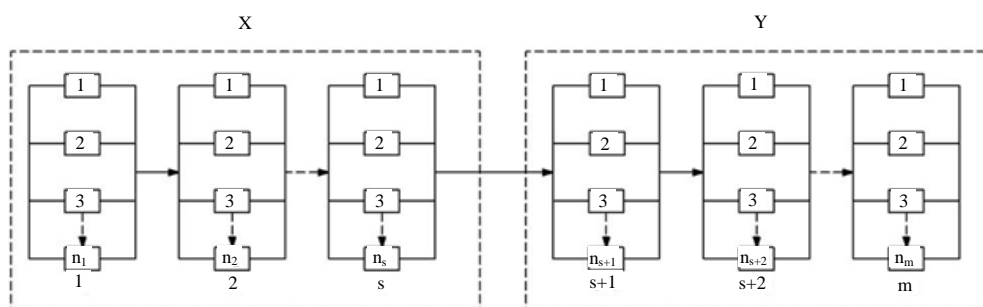 X Y
1 1 1 1 1 1
2 2 2 2 2 2
3 3 3 3 3 3
n₁ n₂ nₛ nₛ₊₁ nₛ₊₂ nₘ
1 2 s s+1 s+2 m